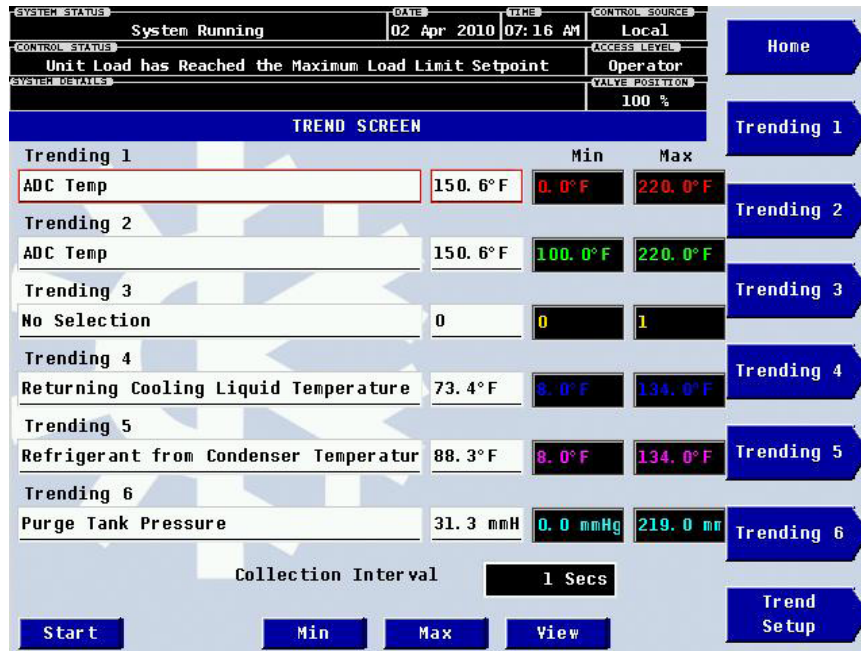 SYSTEM STATUS DATE TIME CONTROL SOURCE
System Running 02 Apr 2010 07:16 AM Local
CONTROL STATUS ACCESS LEVEL
Unit Load has Reached the Maximum Load Limit Setpoint Operator
SYSTEM DETAILS VALVE POSITION
100 %
TREND SCREEN
Trending 1 Min Max
ADC Temp 150.6°F 0.0°F 220.0°F
Trending 2
ADC Temp 150.6°F 100.0°F 220.0°F
Trending 3
No Selection 0 0 1
Trending 4
Returning Cooling Liquid Temperature 73.4°F 8.0°F 134.0°F
Trending 5
Refrigerant from Condenser Temperatur 88.3°F 8.0°F 134.0°F
Trending 6
Purge Tank Pressure 31.3 mmH 0.0 mmHg 219.0 mm
Collection Interval 1 Secs
Start Min Max View
Home
Trending 1
Trending 2
Trending 3
Trending 4
Trending 5
Trending 6
Trend
Setup